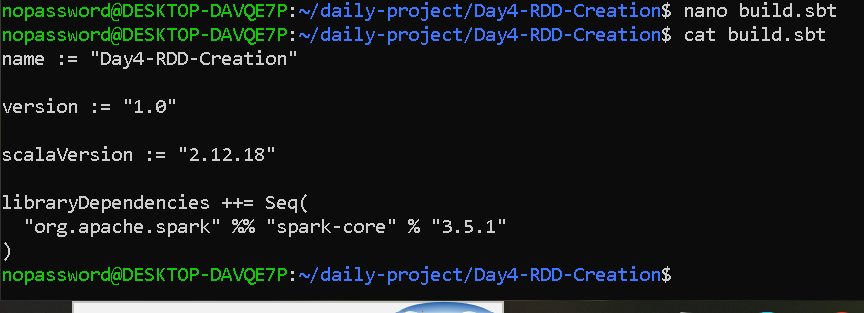 nopassword@DESKTOP-DAVQE7P:~/daily-project/Day4-RDD-Creation$ nano build.sbt
nopassword@DESKTOP-DAVQE7P:~/daily-project/Day4-RDD-Creation$ cat build.sbt
name := "Day4-RDD-Creation"
version := "1.0"
scalaVersion := "2.12.18"
libraryDependencies ++= Seq(
  "org.apache.spark" %% "spark-core" % "3.5.1"
)
nopassword@DESKTOP-DAVQE7P:~/daily-project/Day4-RDD-Creation$